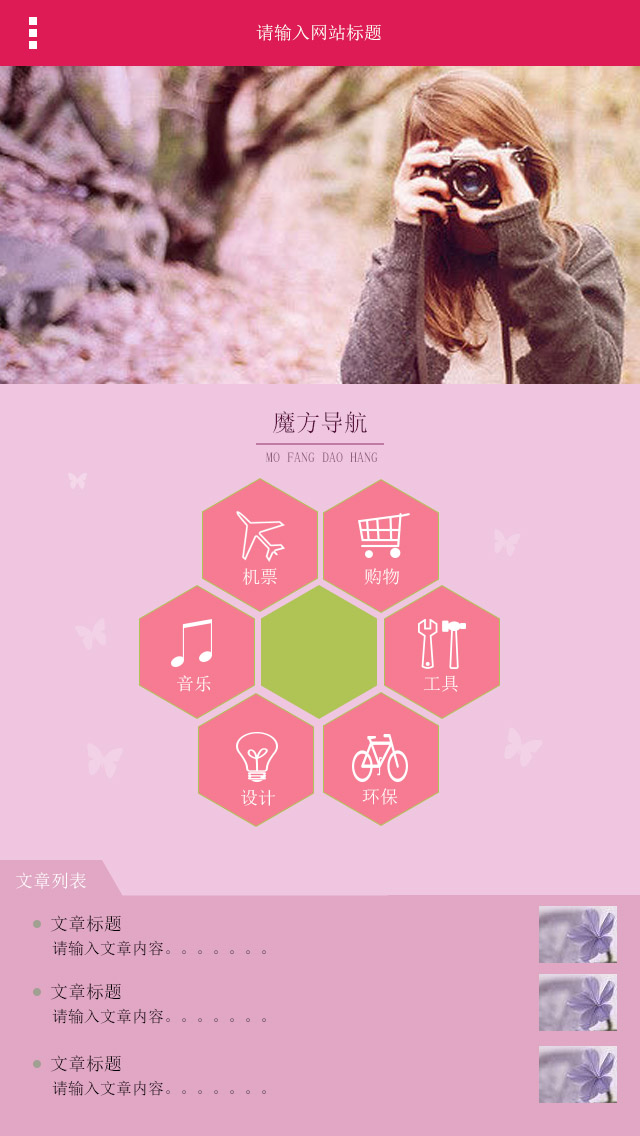 请输入网站标题
魔方导航
MO FANG DAO HANG
机票
购物
音乐
工具
设计
环保
文章列表
文章标题
请输入文章内容。。。。。。。
文章标题
请输入文章内容。。。。。。。
文章标题
请输入文章内容。。。。。。。